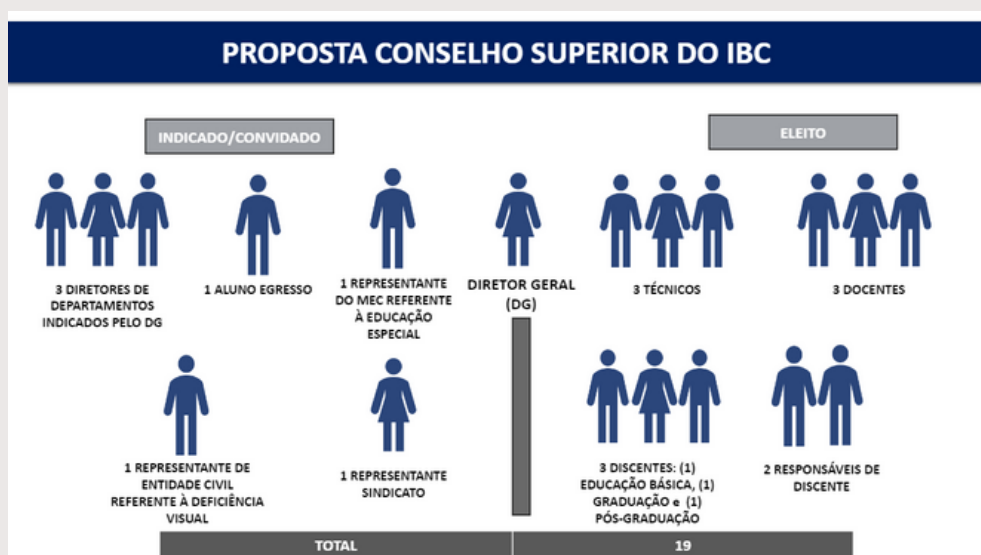 PROPOSTA CONSELHO SUPERIOR DO IBC
INDICADO/CONVIDADO
ELEITO
3 DIRETORES DE
DEPARTAMENTOS
INDICADOS PELO DG
1 ALUNO EGRESSO
1 REPRESENTANTE
DO MEC REFERENTE
À EDUCAÇÃO
ESPECIAL
DIRETOR GERAL
(DG)
3 TÉCNICOS
3 DOCENTES
1 REPRESENTANTE DE
ENTIDADE CIVIL
REFERENTE À DEFICIÊNCIA
VISUAL
1 REPRESENTANTE
SINDICATO
3 DISCENTES: (1)
EDUCAÇÃO BÁSICA, (1)
GRADUAÇÃO e (1)
PÓS-GRADUAÇÃO
2 RESPONSÁVEIS DE
DISCENTE
TOTAL 19